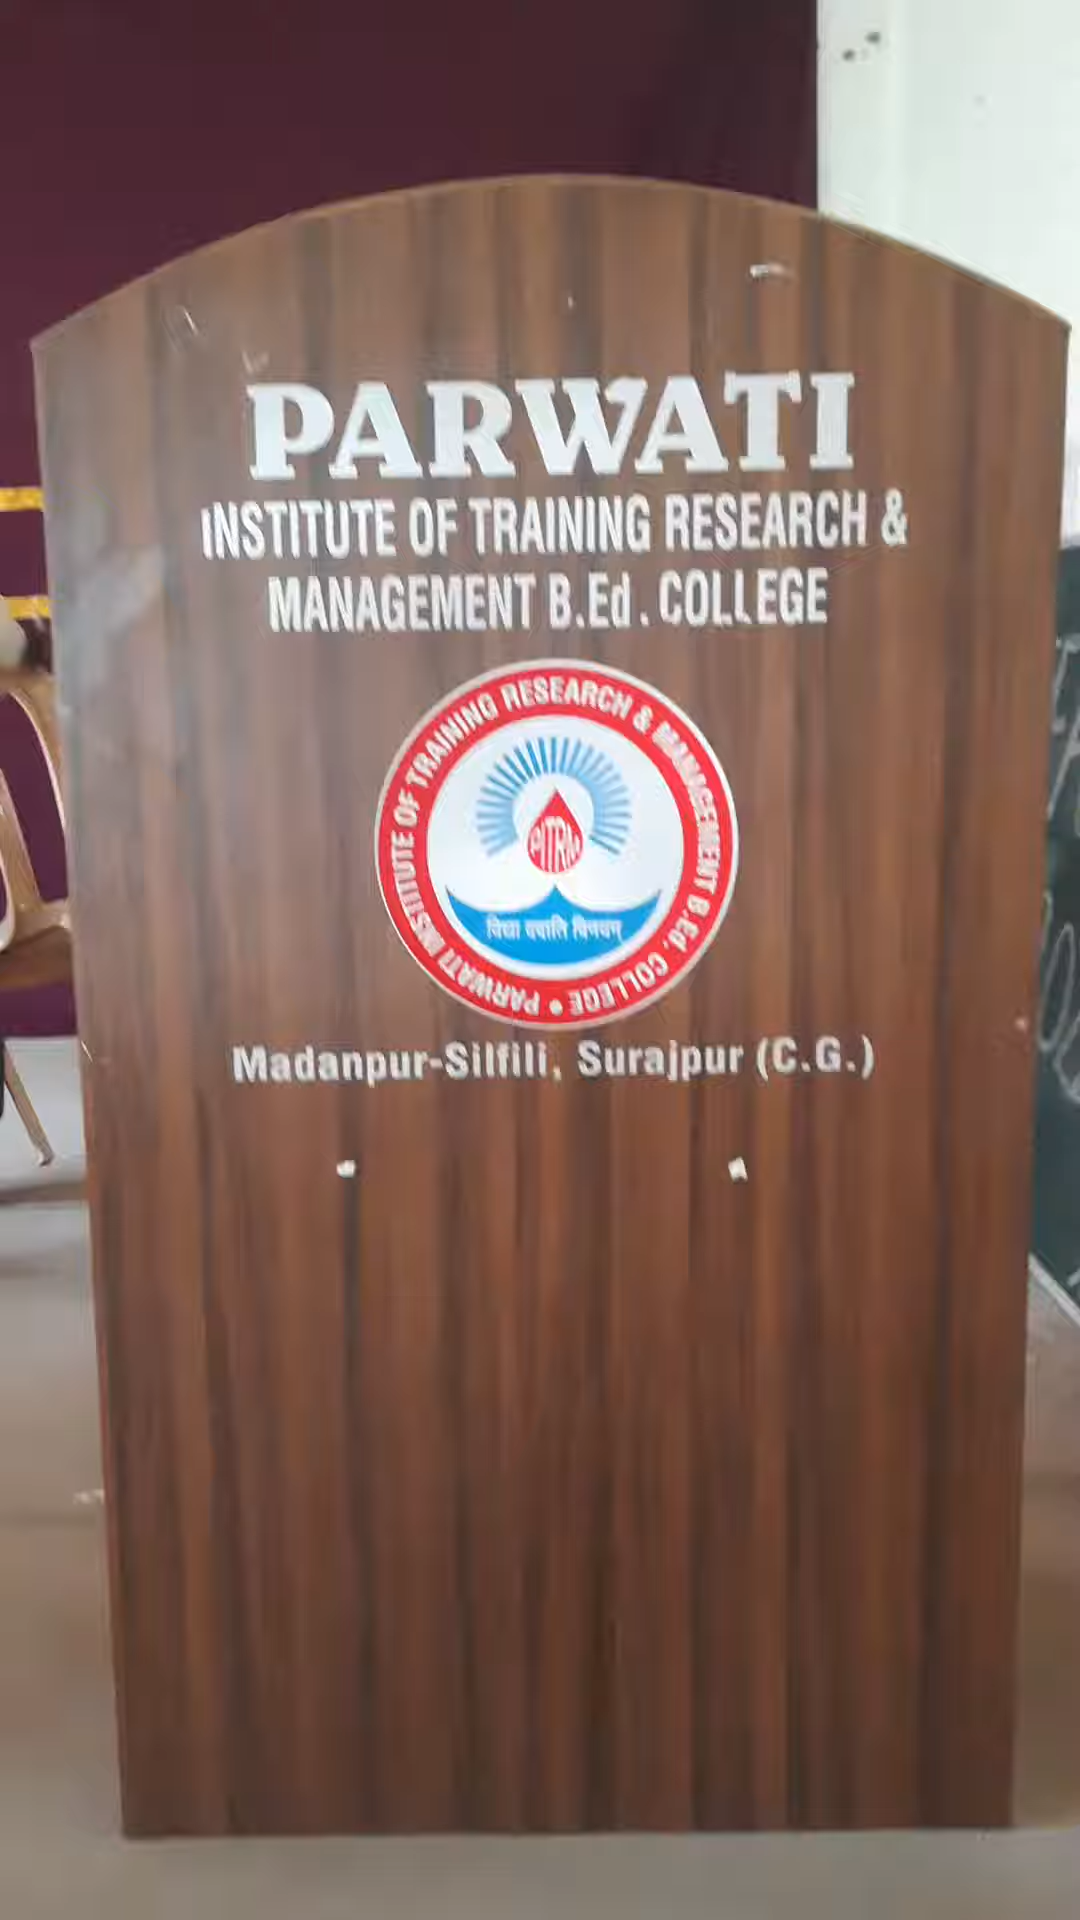 PARWATI
INSTITUTE OF TRAINING RESEARCH &
MANAGEMENT B.Ed. COLLEGE
PARWATI INSTITUTE OF TRAINING RESEARCH & MANAGEMENT B.Ed. COLLEGE •
PITRM
विद्या ददाति विनयम्
Madanpur-Silfili, Surajpur (C.G.)